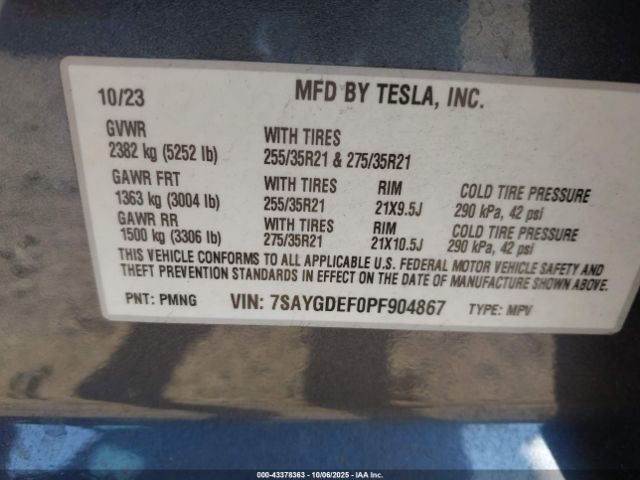 10/23 MFD BY TESLA, INC.
GVWR WITH TIRES
2382 kg (5252 lb) 255/35R21 & 275/35R21
GAWR FRT WITH TIRES RIM COLD TIRE PRESSURE
1363 kg (3004 lb) 255/35R21 21X9.5J 290 kPa, 42 psi
GAWR RR WITH TIRES RIM COLD TIRE PRESSURE
1500 kg (3306 lb) 275/35R21 21X10.5J 290 kPa, 42 psi
THIS VEHICLE CONFORMS TO ALL APPLICABLE U.S. FEDERAL MOTOR VEHICLE SAFETY AND
THEFT PREVENTION STANDARDS IN EFFECT ON THE DATE OF MANUFACTURE SHOWN ABOVE.
PNT: PMNG VIN: 7SAYGDEF0PF904867 TYPE: MPV
000-43378363 | 10/06/2025 | IAA, Inc.